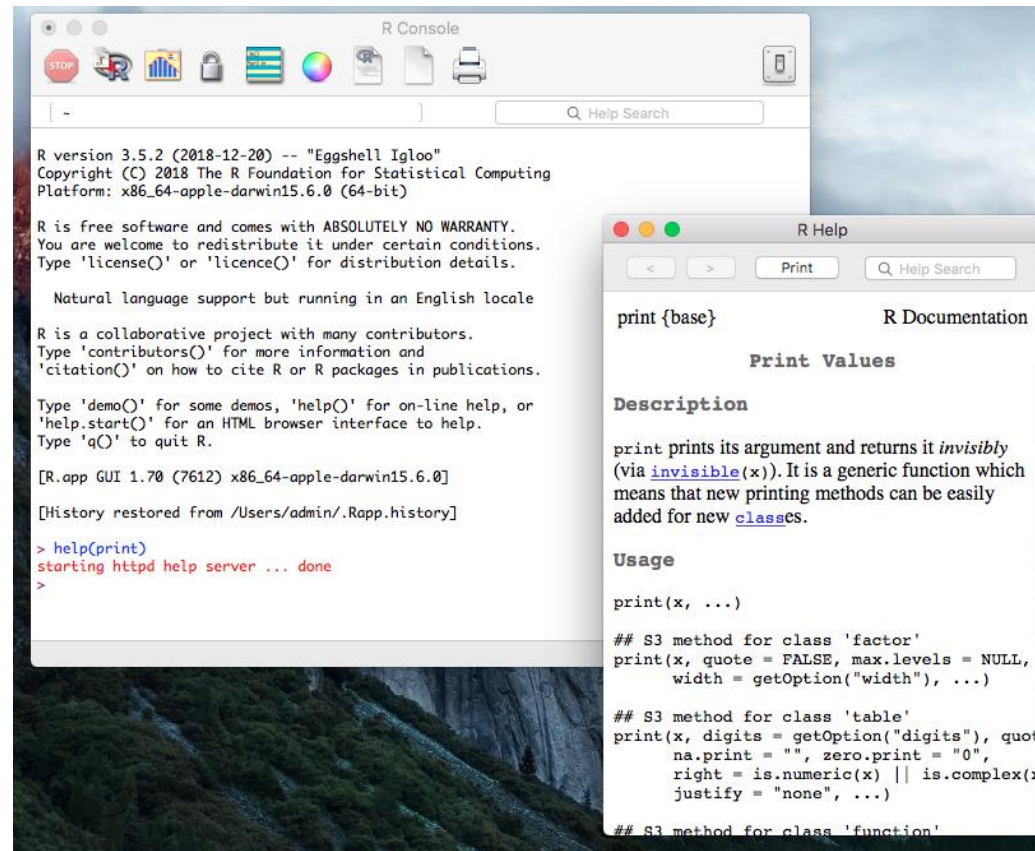 R Console
STOP
~
Help Search
R version 3.5.2 (2018-12-20) -- "Eggshell Igloo"
Copyright (C) 2018 The R Foundation for Statistical Computing
Platform: x86_64-apple-darwin15.6.0 (64-bit)
R is free software and comes with ABSOLUTELY NO WARRANTY.
You are welcome to redistribute it under certain conditions.
Type 'license()' or 'licence()' for distribution details.
Natural language support but running in an English locale
R is a collaborative project with many contributors.
Type 'contributors()' for more information and
'citation()' on how to cite R or R packages in publications.
Type 'demo()' for some demos, 'help()' for on-line help, or
'help.start()' for an HTML browser interface to help.
Type 'q()' to quit R.
[R.app GUI 1.70 (7612) x86_64-apple-darwin15.6.0]
[History restored from /Users/admin/.Rapp.history]
> help(print)
starting httpd help server ... done
>
R Help
< > Print Help Search
print {base} R Documentation
Print Values
Description
print prints its argument and returns it invisibly
(via invisible(x)). It is a generic function which
means that new printing methods can be easily
added for new classes.
Usage
print(x, ...)
## S3 method for class 'factor'
print(x, quote = FALSE, max.levels = NULL,
width = getOption("width"), ...)
## S3 method for class 'table'
print(x, digits = getOption("digits"), quot
na.print = "", zero.print = "0",
right = is.numeric(x) || is.complex(x
justify = "none", ...)
## S3 method for class 'function'